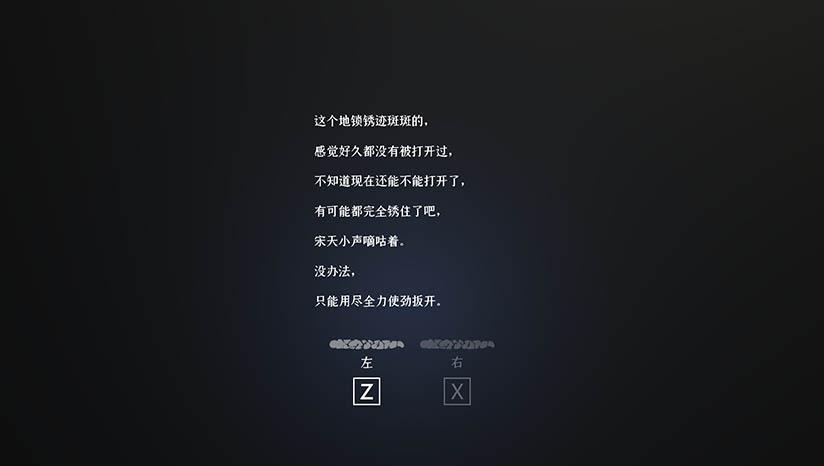 这个地锁锈迹斑斑的，
感觉好久都没有被打开过，
不知道现在还能不能打开了，
有可能都完全锈住了吧，
宋天小声嘀咕着。
没办法，
只能用尽全力使劲扳开。
左 右
Z X